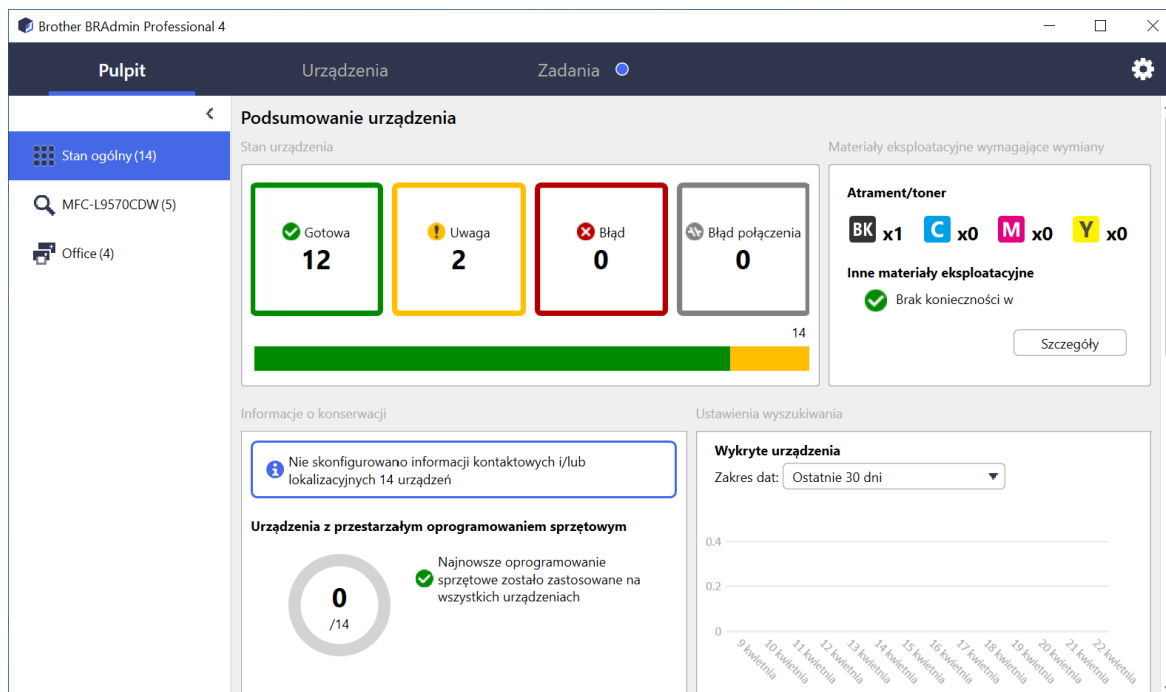 Brother BRAdmin Professional 4
Pulpit
Urządzenia
Zadania
Stan ogólny (14)
MFC-L9570CDW (5)
Office (4)
Podsumowanie urządzenia
Stan urządzenia
Gotowa
12
Uwaga
2
Błąd
0
Błąd połączenia
0
14
Materiały eksploatacyjne wymagające wymiany
Atrament/toner
BK x1 C x0 M x0 Y x0
Inne materiały eksploatacyjne
Brak konieczności w
Szczegóły
Informacje o konserwacji
Nie skonfigurowano informacji kontaktowych i/lub
lokalizacyjnych 14 urządzeń
Urządzenia z przestarzałym oprogramowaniem sprzętowym
0
/14
Najnowsze oprogramowanie
sprzętowe zostało zastosowane na
wszystkich urządzeniach
Ustawienia wyszukiwania
Wykryte urządzenia
Zakres dat: Ostatnie 30 dni
0.4
0.2
0
9 kwietnia
10 kwietnia
11 kwietnia
12 kwietnia
13 kwietnia
14 kwietnia
15 kwietnia
16 kwietnia
17 kwietnia
18 kwietnia
19 kwietnia
20 kwietnia
21 kwietnia
22 kwietnia